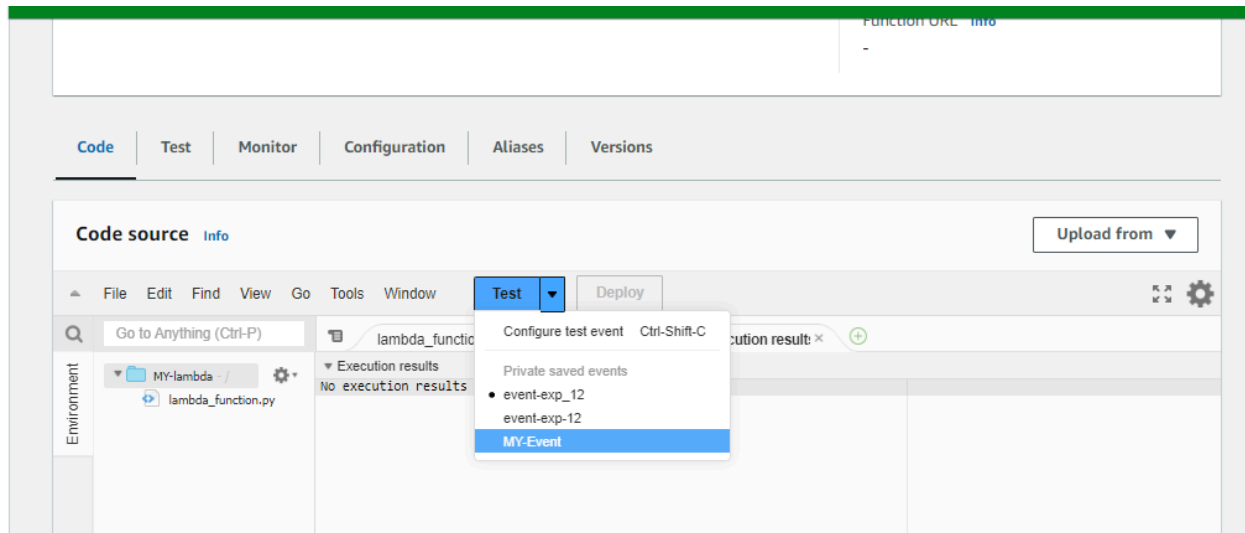 Function URL Info
-
Code Test Monitor Configuration Aliases Versions
Code source Info
Upload from
File Edit Find View Go Tools Window Test Deploy
Go to Anything (Ctrl-P)
lambda_functio
cution result: ×
Configure test event Ctrl-Shift-C
Environment
MY-lambda - /
lambda_function.py
Execution results
No execution results
Private saved events
event-exp_12
event-exp-12
MY-Event